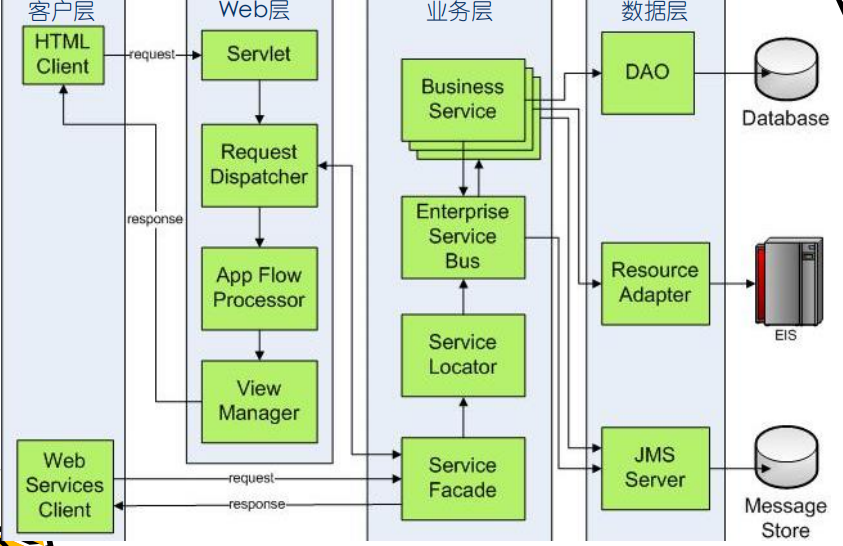 客户层
Web层
业务层
数据层
HTML
Client
request
Servlet
Business
Service
DAO
Database
Request
Dispatcher
response
Enterprise
Service
Bus
App Flow
Processor
Resource
Adapter
EIS
Service
Locator
View
Manager
Web
Services
Client
request
response
Service
Facade
JMS
Server
Message
Store